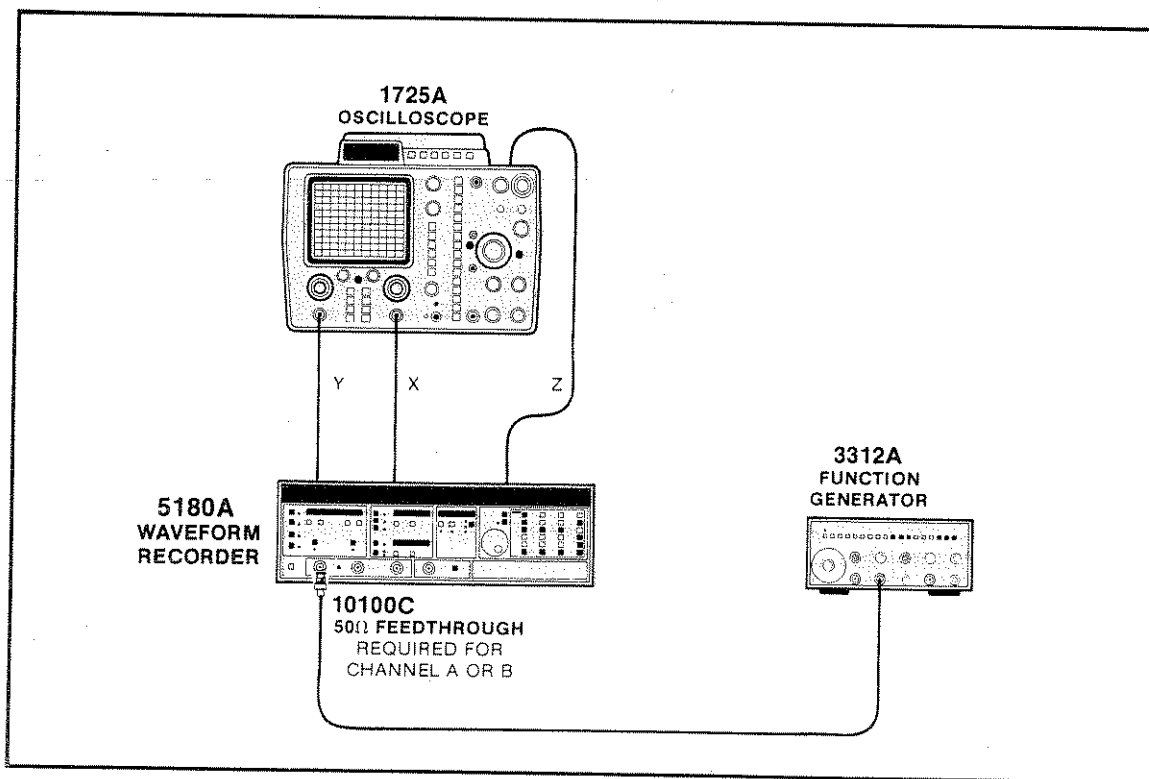 1725A
OSCILLOSCOPE
Y
X
Z
5180A
WAVEFORM
RECORDER
10100C
50Ω FEEDTHROUGH
REQUIRED FOR
CHANNEL A OR B
3312A
FUNCTION
GENERATOR